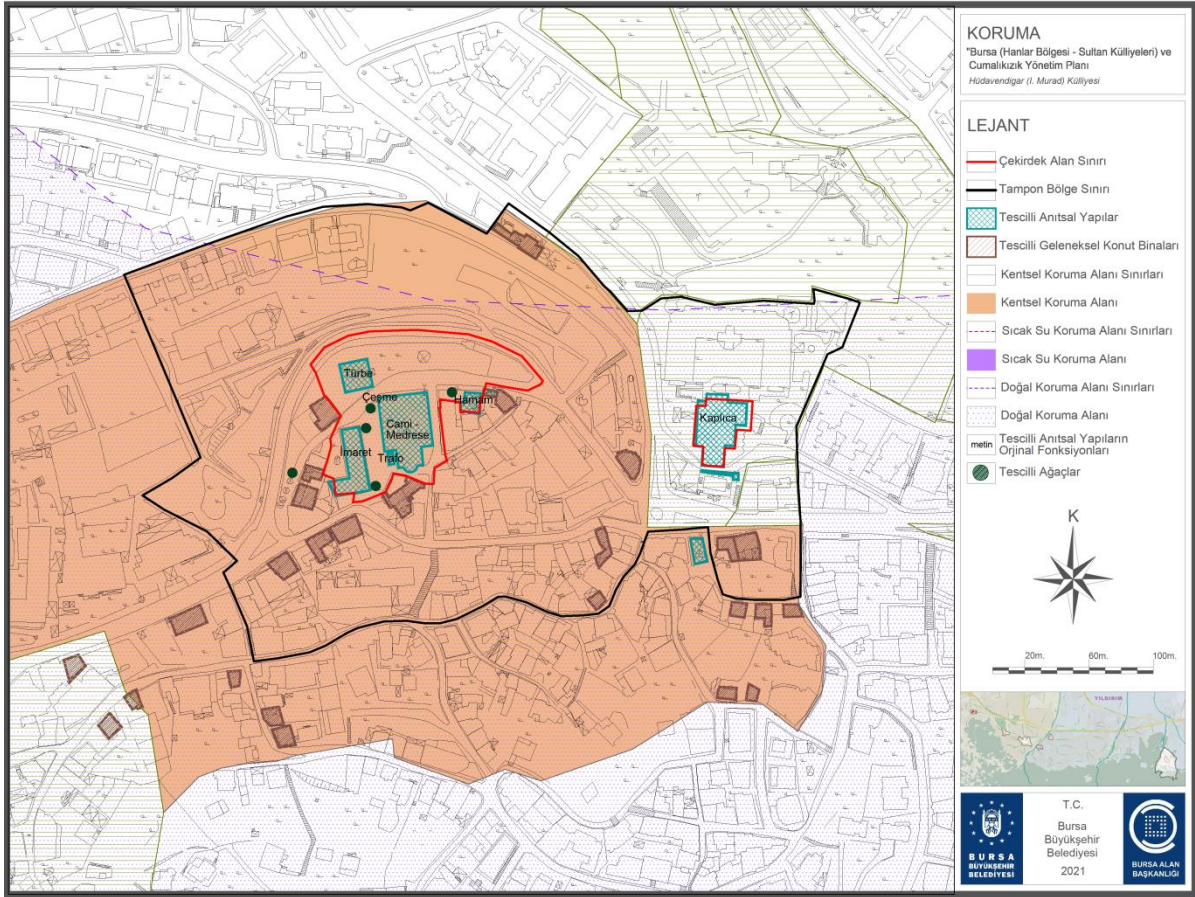 KORUMA
"Bursa (Hanlar Bölgesi - Sultan Külliyeleri) ve
Cumalıkızık Yönetim Planı
Hüdavendigar (I. Murad) Külliyesi
LEJANT
Çekirdek Alan Sınırı
Tampon Bölge Sınırı
Tescilli Anıtsal Yapılar
Tescilli Geleneksel Konut Binaları
Kentsel Koruma Alanı Sınırları
Kentsel Koruma Alanı
Sıcak Su Koruma Alanı Sınırları
Sıcak Su Koruma Alanı
Doğal Koruma Alanı Sınırları
Doğal Koruma Alanı
metin
Tescilli Anıtsal Yapıların
Orjinal Fonksiyonları
Tescilli Ağaçlar
K
20m. 60m. 100m.
YILDIRIM
BURSA
BÜYÜKŞEHİR
BELEDİYESİ
T.C.
Bursa
Büyükşehir
Belediyesi
2021
BURSA ALAN
BAŞKANLIĞI
Türbe
Çeşme
Hamam
Cami -
Medrese
İmaret
Trafo
Kaplıca